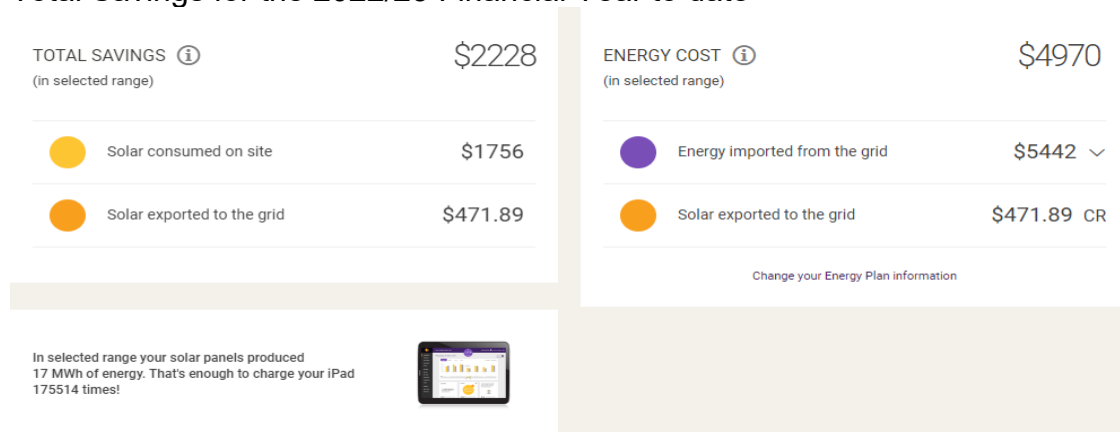 TOTAL SAVINGS
$2228
(in selected range)
Solar consumed on site
$1756
Solar exported to the grid
$471.89
ENERGY COST
$4970
(in selected range)
Energy imported from the grid
$5442
Solar exported to the grid
$471.89 CR
Change your Energy Plan information
In selected range your solar panels produced
17 MWh of energy. That's enough to charge your iPad
175514 times!